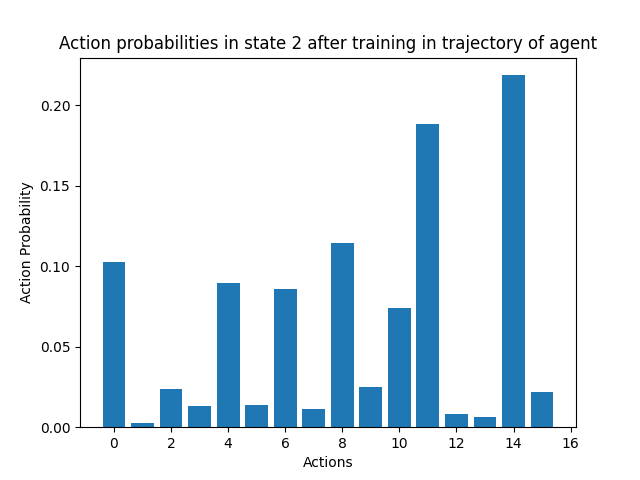 Action probabilities in state 2 after training in trajectory of agent
Action Probability
0.20
0.15
0.10
0.05
0.00
0 2 4 6 8 10 12 14 16
Actions